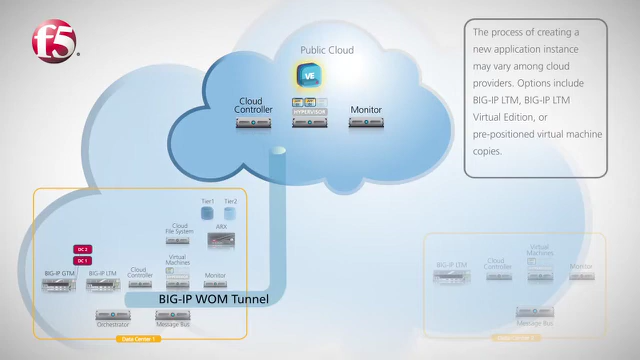 f5.
Public Cloud
VE
Cloud
Controller
HYPERVISOR
Monitor
The process of creating a
new application instance
may vary among cloud
providers. Options include
BIG-IP LTM, BIG-IP LTM
Virtual Edition, or
pre-positioned virtual machine
copies.
Tier1 Tier2
Cloud
File System
ARX
DC 2
DC 1
BIG-IP GTM
BIG-IP LTM
Cloud
Controller
Virtual
Machines
Monitor
BIG-IP WOM Tunnel
Orchestrator
Message Bus
Data Center 1
BIG-IP LTM
Cloud
Controller
Virtual
Machines
Monitor
Message Bus